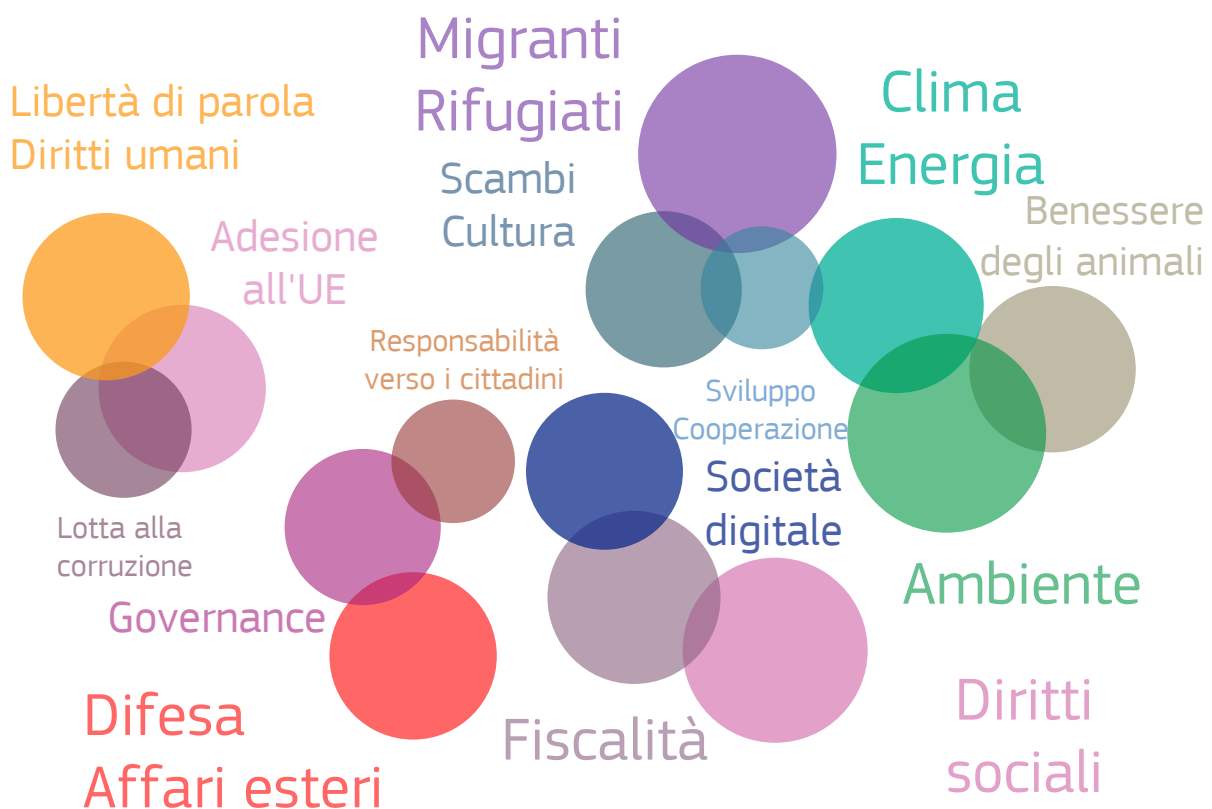 Migranti
Rifugiati
Libertà di parola
Diritti umani
Clima
Energia
Scambi
Cultura
Benessere
degli animali
Adesione
all'UE
Responsabilità
verso i cittadini
Sviluppo
Cooperazione
Società
digitale
Lotta alla
corruzione
Governance
Ambiente
Difesa
Affari esteri
Fiscalità
Diritti
sociali